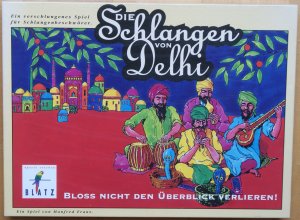 Ein verschlungenes Spiel
für Schlangenbeschwörer
DIE
Schlangen
VON
Delhi
BLATZ
BLOSS NICHT DEN ÜBERBLICK VERLIEREN!
Ein Spiel von Manfred Franz